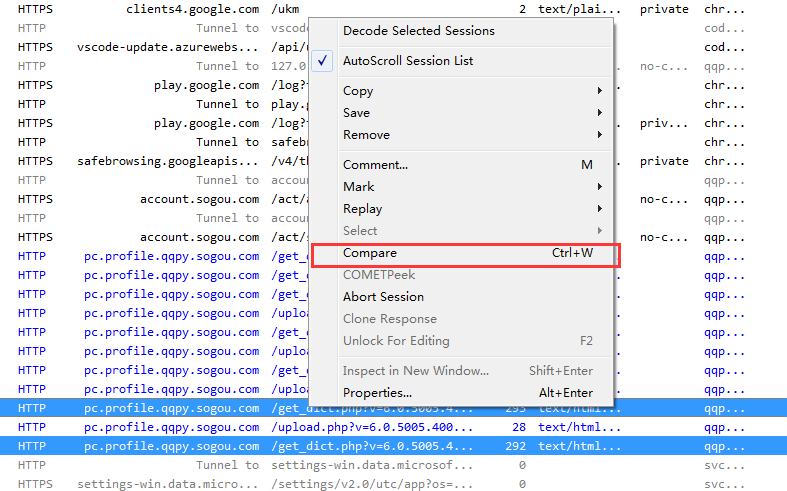 HTTPS clients4.google.com /ukm 2 text/plai... private chr...
HTTP Tunnel to vscode cod...
HTTPS vscode-update.azurewebs... /api/ cod...
HTTP Tunnel to 127.0 no-c... qqp...
HTTPS play.google.com /log? chr...
HTTP Tunnel to play.g chr...
HTTPS play.google.com /log? priv... chr...
HTTP Tunnel to safeb chr...
HTTPS safebrowsing.googleapis... /v4/t private chr...
HTTP Tunnel to accou qqp...
HTTPS account.sogou.com /act/ no-c... qqp...
HTTP Tunnel to accou qqp...
HTTPS account.sogou.com /act/ no-c... qqp...
HTTP pc.profile.qqpy.sogou.com /get_ qqp...
HTTP pc.profile.qqpy.sogou.com /get_ qqp...
HTTP pc.profile.qqpy.sogou.com /get_ qqp...
HTTP pc.profile.qqpy.sogou.com /uploa qqp...
HTTP pc.profile.qqpy.sogou.com /get_ qqp...
HTTP pc.profile.qqpy.sogou.com /uploa qqp...
HTTP pc.profile.qqpy.sogou.com /get_ qqp...
HTTP pc.profile.qqpy.sogou.com /uploa qqp...
HTTP pc.profile.qqpy.sogou.com /get_dict.php?v=6.0.5005.4... 293 text/html... qqp...
HTTP pc.profile.qqpy.sogou.com /upload.php?v=6.0.5005.400... 28 text/html... qqp...
HTTP pc.profile.qqpy.sogou.com /get_dict.php?v=6.0.5005.4... 292 text/html... qqp...
HTTP Tunnel to settings-win.data.microsof... 0 svc...
HTTPS settings-win.data.micro... /settings/v2.0/utc/app?os=... 0 svc...
Decode Selected Sessions
✓ AutoScroll Session List
Copy
Save
Remove
Comment... M
Mark
Replay
Select
Compare Ctrl+W
COMETPeek
Abort Session
Clone Response
Unlock For Editing F2
Inspect in New Window... Shift+Enter
Properties... Alt+Enter